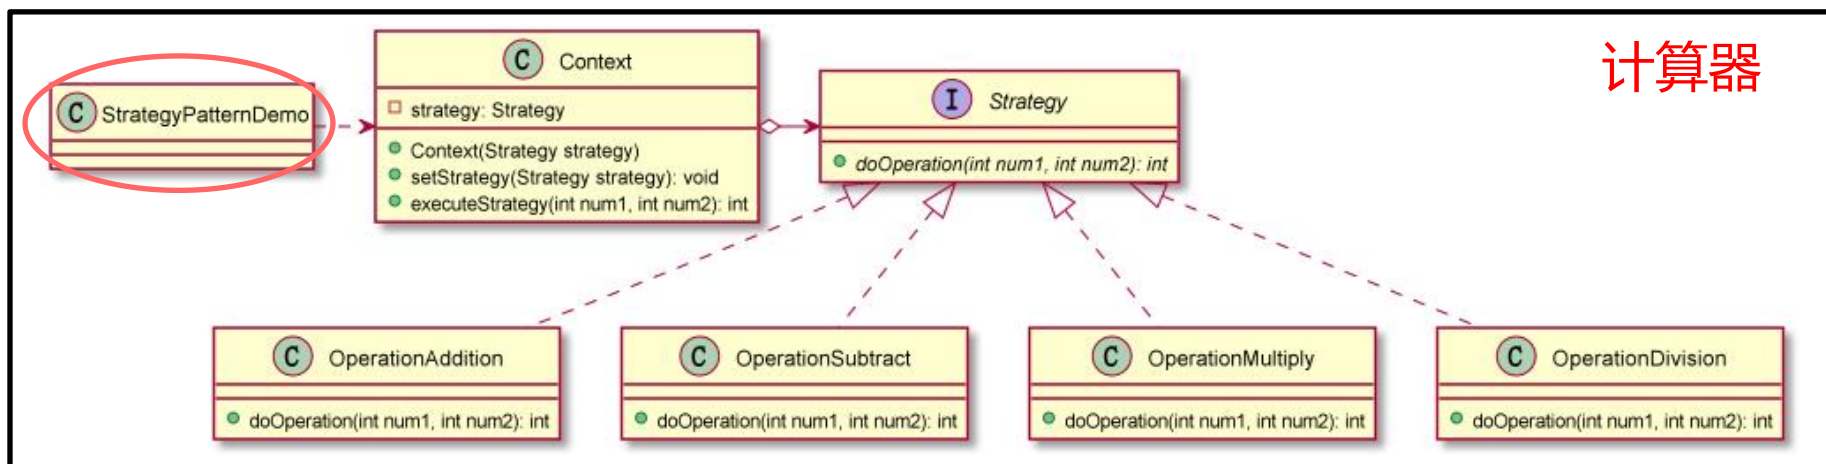 计算器
C StrategyPatternDemo
C Context
strategy: Strategy
Context(Strategy strategy)
setStrategy(Strategy strategy): void
executeStrategy(int num1, int num2): int
I Strategy
doOperation(int num1, int num2): int
C OperationAddition
doOperation(int num1, int num2): int
C OperationSubtract
doOperation(int num1, int num2): int
C OperationMultiply
doOperation(int num1, int num2): int
C OperationDivision
doOperation(int num1, int num2): int